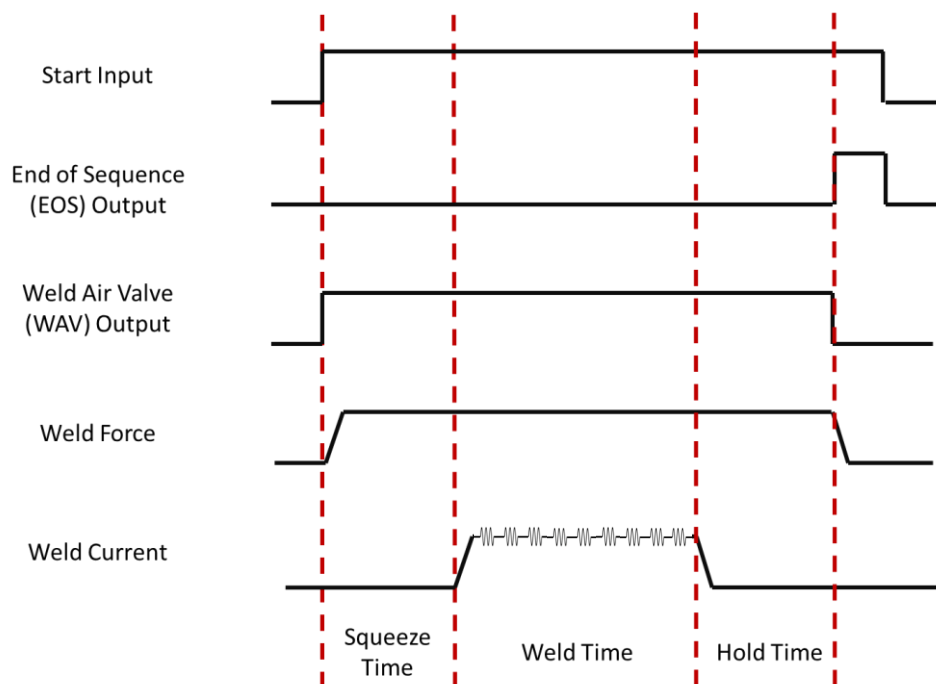 Start Input
End of Sequence
(EOS) Output
Weld Air Valve
(WAV) Output
Weld Force
Weld Current
Squeeze
Time
Weld Time
Hold Time